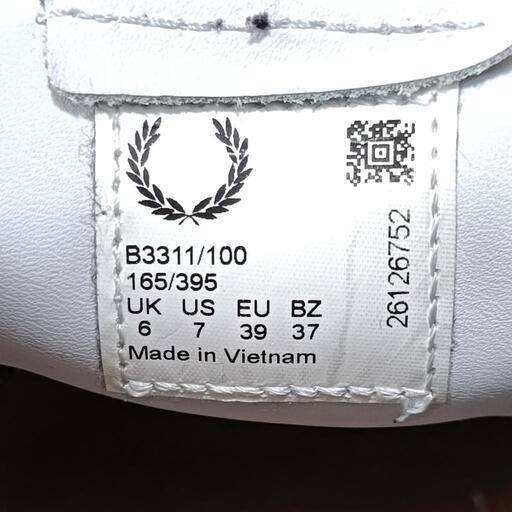 B3311/100
165/395
UK US EU BZ
6 7 39 37
Made in Vietnam
26126752